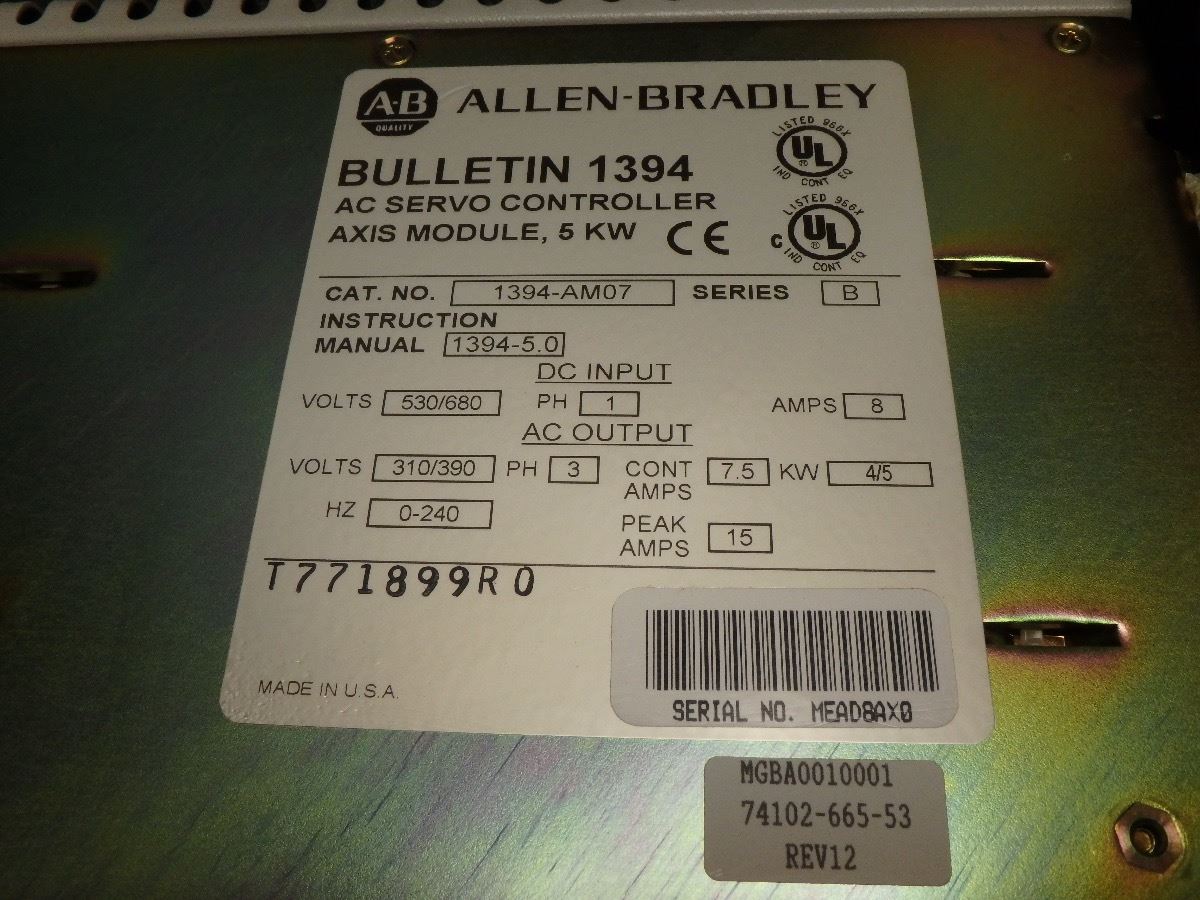 A-B
QUALITY
ALLEN-BRADLEY
BULLETIN 1394
AC SERVO CONTROLLER
AXIS MODULE, 5 KW CE
LISTED 966X
UL
®
IND CONT EQ
LISTED 966X
C UL
®
IND CONT EQ
CAT. NO. 1394-AM07 SERIES B
INSTRUCTION
MANUAL 1394-5.0
DC INPUT
VOLTS 530/680 PH 1 AMPS 8
AC OUTPUT
VOLTS 310/390 PH 3 CONT AMPS 7.5 KW 4/5
HZ 0-240 PEAK AMPS 15
T771899R0
MADE IN U.S.A.
SERIAL NO. MEAD8AX0
MGBA0010001
74102-665-53
REV12